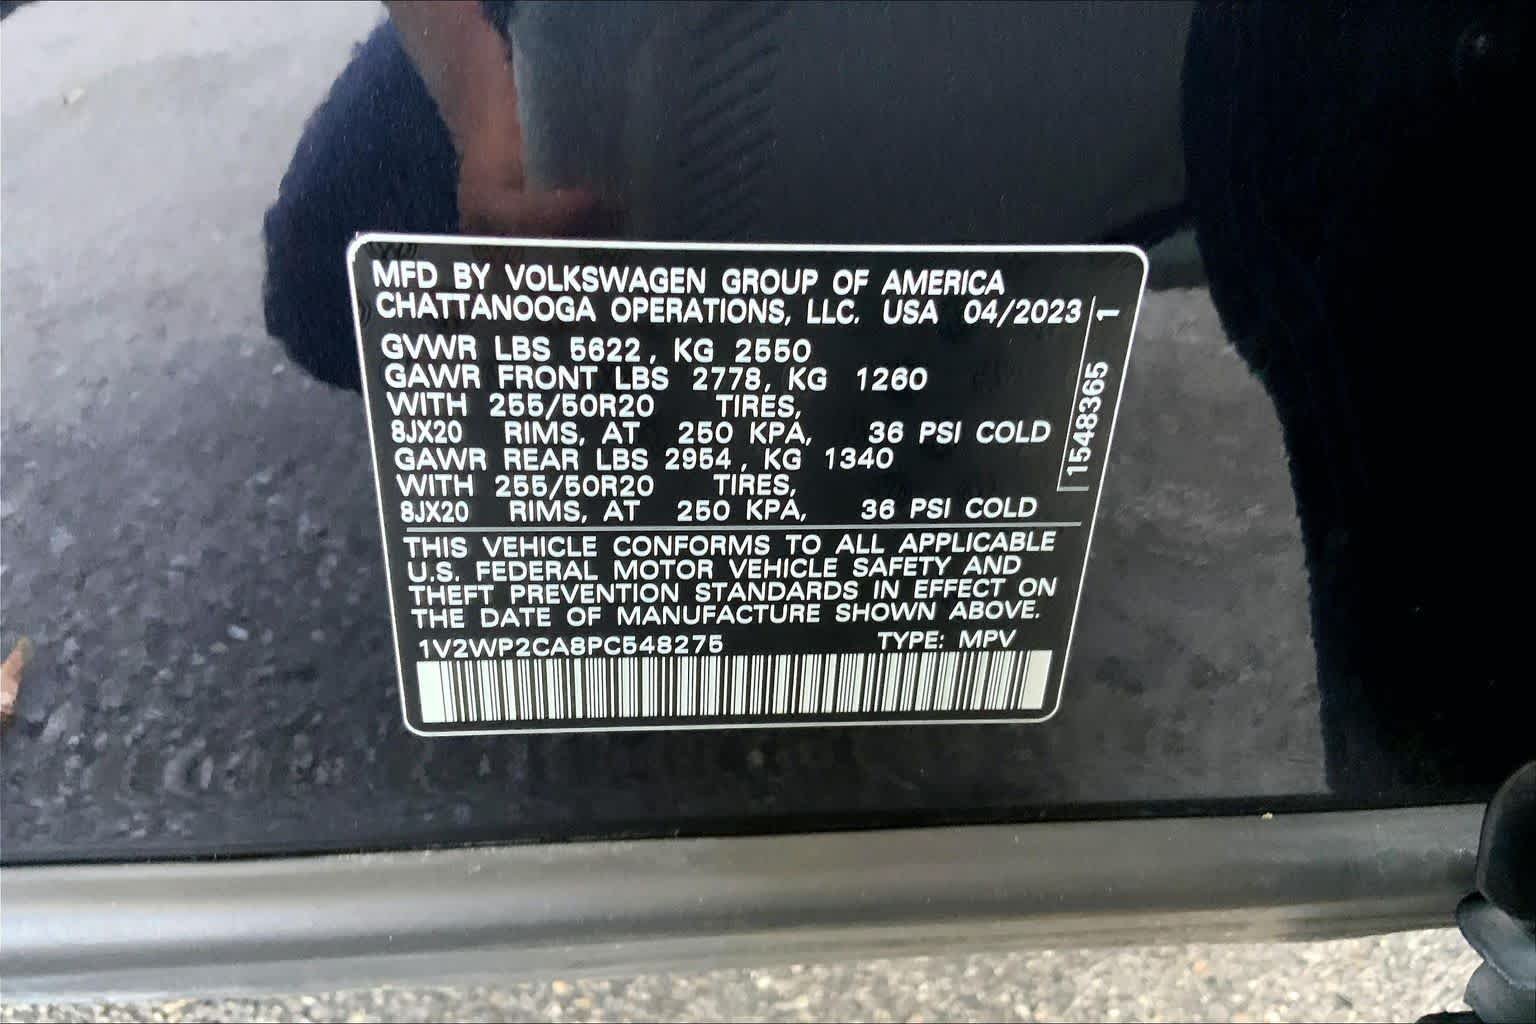 MFD BY VOLKSWAGEN GROUP OF AMERICA
CHATTANOOGA OPERATIONS, LLC. USA 04/2023
GVWR LBS 5622, KG 2550
GAWR FRONT LBS 2778, KG 1260
WITH 255/50R20 TIRES,
8JX20 RIMS, AT 250 KPA, 36 PSI COLD
GAWR REAR LBS 2954, KG 1340
WITH 255/50R20 TIRES,
8JX20 RIMS, AT 250 KPA, 36 PSI COLD
1548365 1
THIS VEHICLE CONFORMS TO ALL APPLICABLE
U.S. FEDERAL MOTOR VEHICLE SAFETY AND
THEFT PREVENTION STANDARDS IN EFFECT ON
THE DATE OF MANUFACTURE SHOWN ABOVE.
1V2WP2CA8PC548275 TYPE: MPV